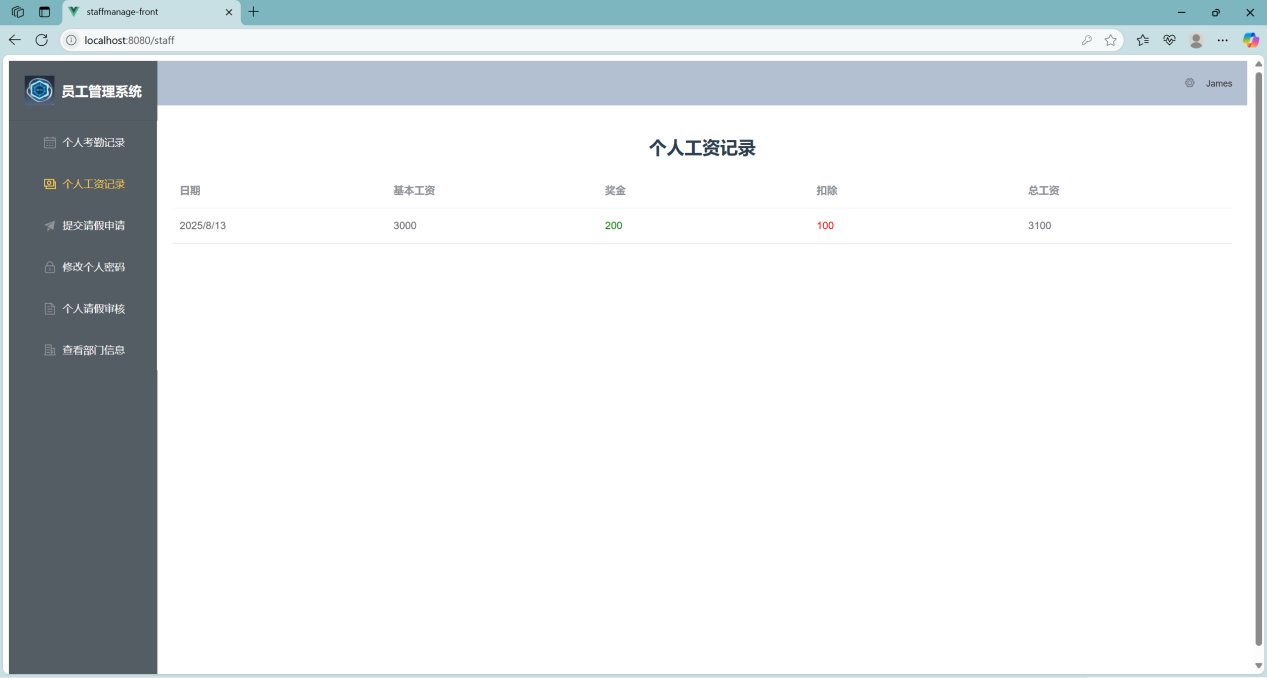 staffmanage-front
localhost:8080/staff
员工管理系统
James
个人考勤记录
个人工资记录
提交请假申请
修改个人密码
个人请假审核
查看部门信息
个人工资记录
日期 基本工资 奖金 扣除 总工资
2025/8/13 3000 200 100 3100